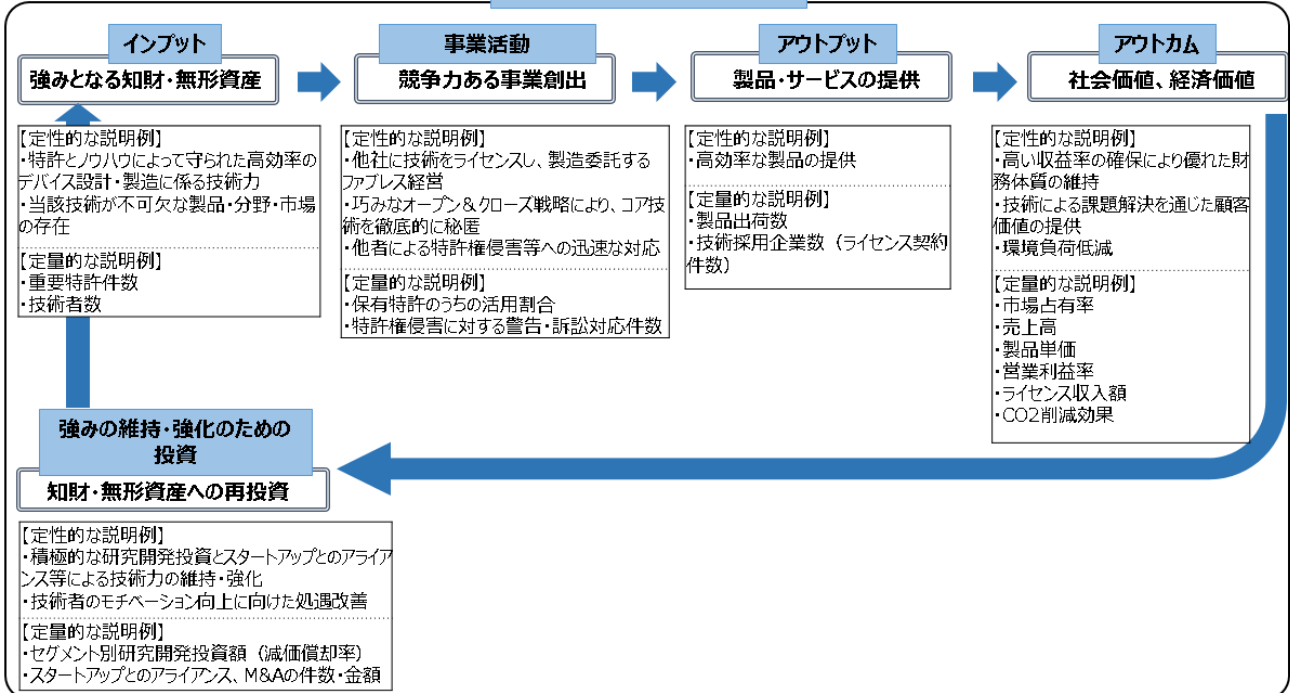 インプット
強みとなる知財・無形資産
【定性的な説明例】
・特許とノウハウによって守られた高効率の
デバイス設計・製造に係る技術力
・当該技術が不可欠な製品・分野・市場
の存在
【定量的な説明例】
・重要特許件数
・技術者数
事業活動
競争力ある事業創出
【定性的な説明例】
・他社に技術をライセンスし、製造委託する
ファブレス経営
・巧みなオープン＆クローズ戦略により、コア技
術を徹底的に秘匿
・他者による特許権侵害等への迅速な対応
【定量的な説明例】
・保有特許のうちの活用割合
・特許権侵害に対する警告・訴訟対応件数
アウトプット
製品・サービスの提供
【定性的な説明例】
・高効率な製品の提供
【定量的な説明例】
・製品出荷数
・技術採用企業数（ライセンス契約
件数）
アウトカム
社会価値、経済価値
【定性的な説明例】
・高い収益率の確保により優れた財
務体質の維持
・技術による課題解決を通じた顧客
価値の提供
・環境負荷低減
【定量的な説明例】
・市場占有率
・売上高
・製品単価
・営業利益率
・ライセンス収入額
・CO2削減効果
強みの維持・強化のための
投資
知財・無形資産への再投資
【定性的な説明例】
・積極的な研究開発投資とスタートアップとのアライア
ンス等による技術力の維持・強化
・技術者のモチベーション向上に向けた処遇改善
【定量的な説明例】
・セグメント別研究開発投資額（減価償却率）
・スタートアップとのアライアンス、M&Aの件数・金額